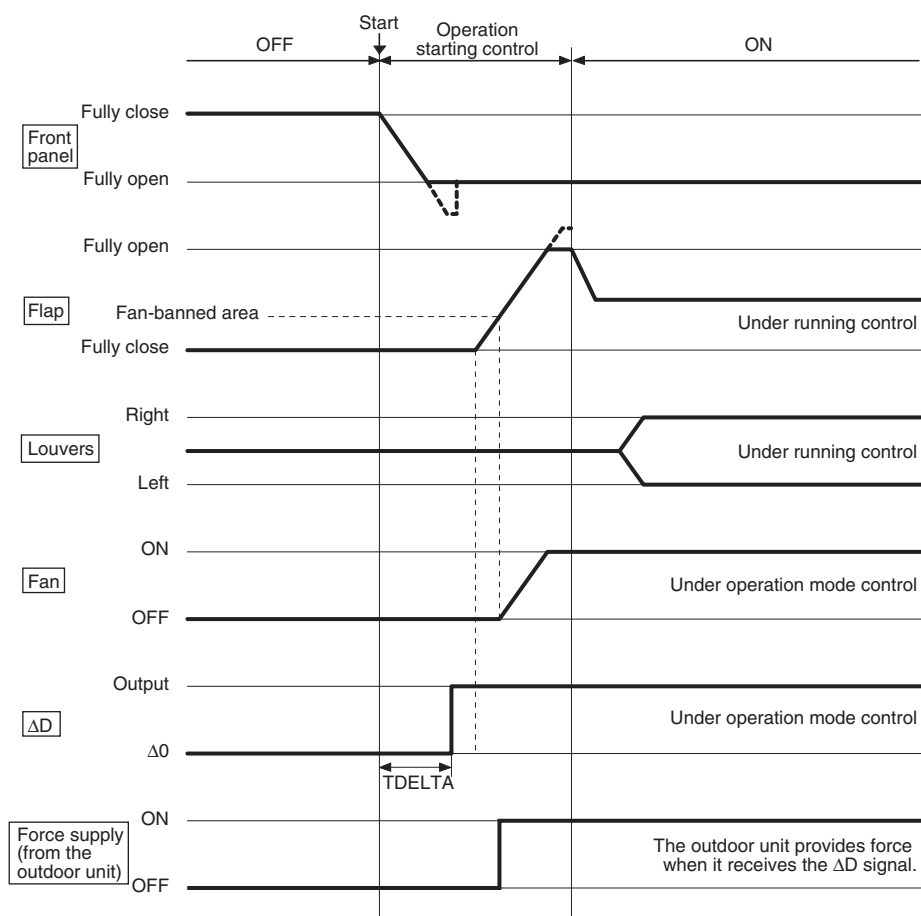 Start
OFF
Operation
starting control
ON
Fully close
Front
panel
Fully open
Fully open
Flap
Fan-banned area
Under running control
Fully close
Right
Louvers
Under running control
Left
ON
Fan
Under operation mode control
OFF
Output
ΔD
Under operation mode control
Δ0
TDELTA
ON
Force supply
(from the
outdoor unit)
The outdoor unit provides force
when it receives the ΔD signal.
OFF